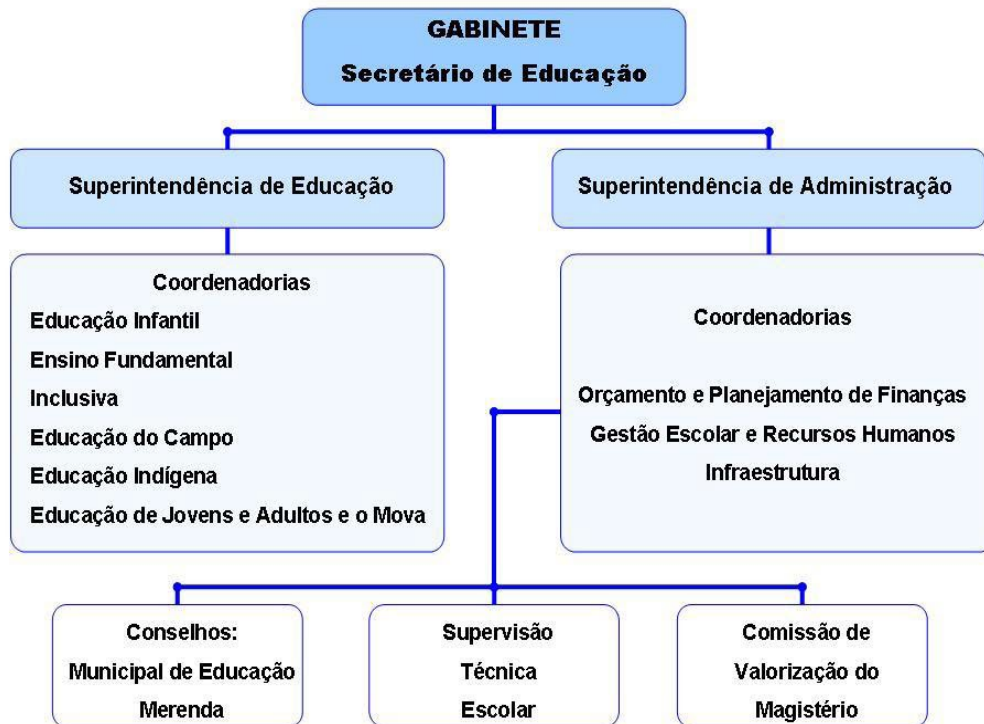 GABINETE
Secretário de Educação
Superintendência de Educação
Superintendência de Administração
Coordenadorias
Educação Infantil
Ensino Fundamental
Inclusiva
Educação do Campo
Educação Indígena
Educação de Jovens e Adultos e o Mova
Coordenadorias
Orçamento e Planejamento de Finanças
Gestão Escolar e Recursos Humanos
Infraestrutura
Conselhos:
Municipal de Educação
Merenda
Supervisão
Técnica
Escolar
Comissão de
Valorização do
Magistério